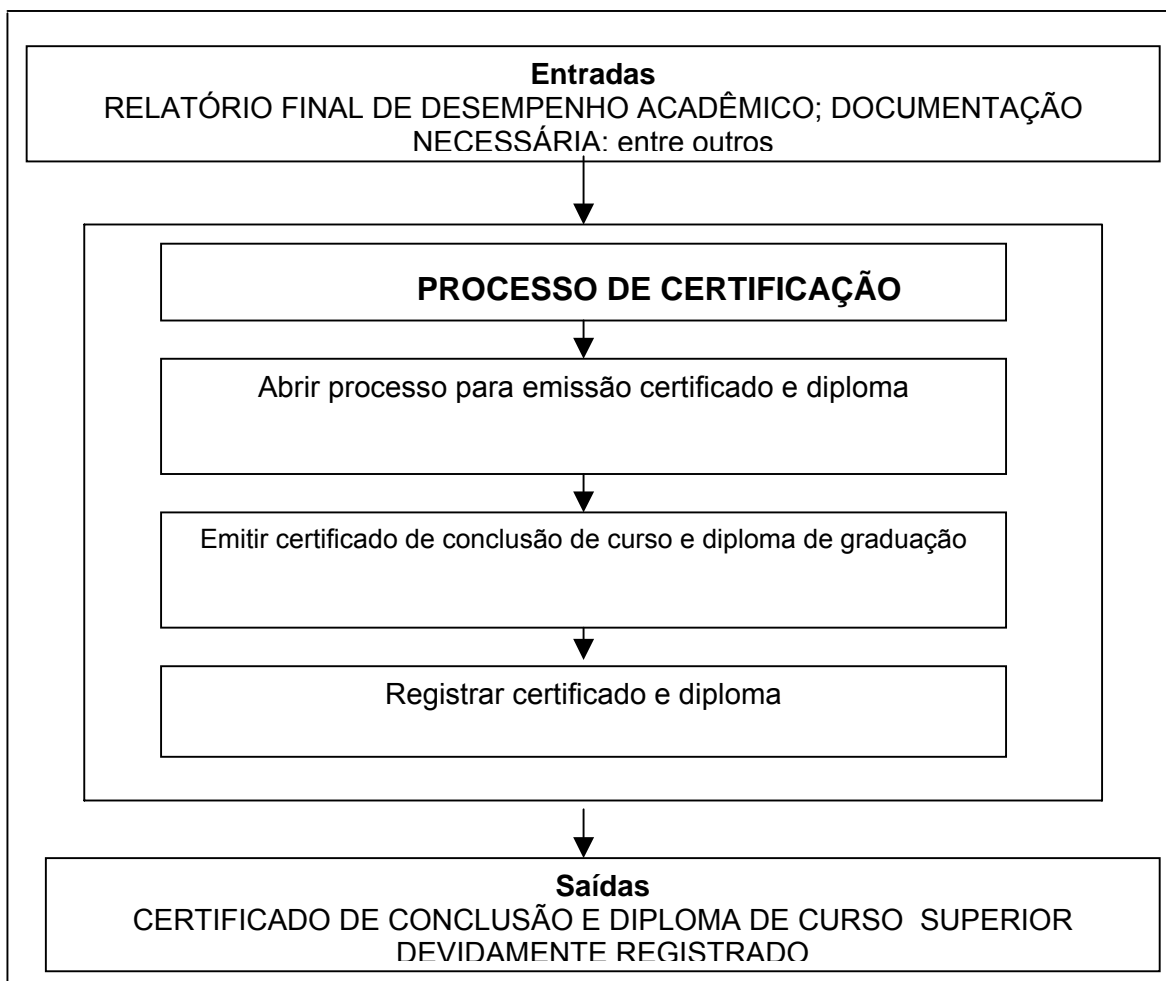 Entradas
RELATÓRIO FINAL DE DESEMPENHO ACADÊMICO; DOCUMENTAÇÃO
NECESSÁRIA: entre outros
PROCESSO DE CERTIFICAÇÃO
Abrir processo para emissão certificado e diploma
Emitir certificado de conclusão de curso e diploma de graduação
Registrar certificado e diploma
Saídas
CERTIFICADO DE CONCLUSÃO E DIPLOMA DE CURSO SUPERIOR
DEVIDAMENTE REGISTRADO